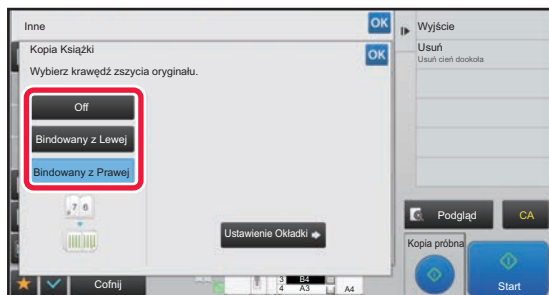 Inne
OK
Wyjście
Kopia Książki
OK
Usuń
Usuń cień dookoła
Wybierz krawędź zszycia oryginału.
Off
Bindowany z Lewej
Bindowany z Prawej
7 6
Ustawienie Okładki
Podgląd
CA
Kopia próbna
Cofnij
3 B4
4 A3
A4
Start